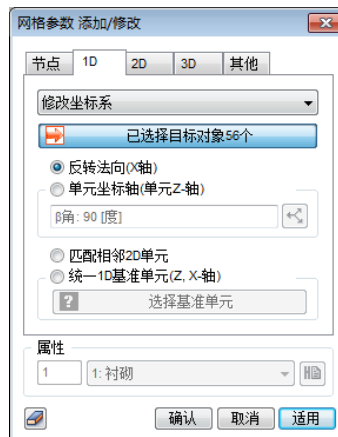 网格参数 添加/修改
节点 1D 2D 3D 其他
修改坐标系
已选择目标对象56个
反转法向(X轴)
单元坐标轴(单元Z-轴)
β角: 90 [度]
匹配相邻2D单元
统一1D基准单元(Z, X-轴)
选择基准单元
属性
1 1: 衬砌
确认 取消 适用